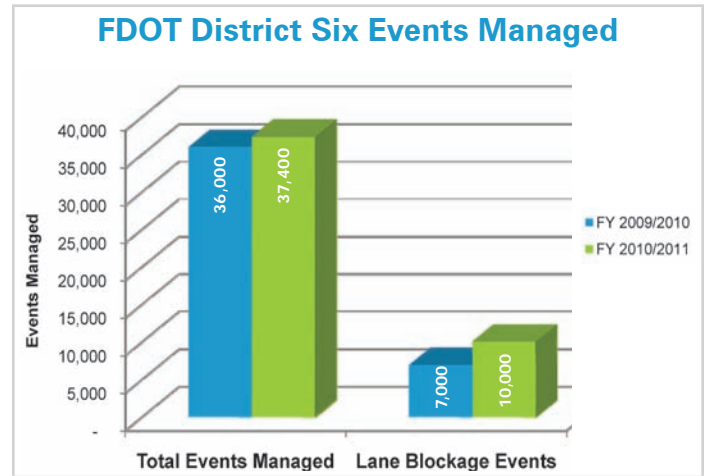 FDOT District Six Events Managed
40,000
35,000
30,000
25,000
20,000
15,000
10,000
5,000
-
Events Managed
36,000
37,400
7,000
10,000
Total Events Managed
Lane Blockage Events
FY 2009/2010
FY 2010/2011